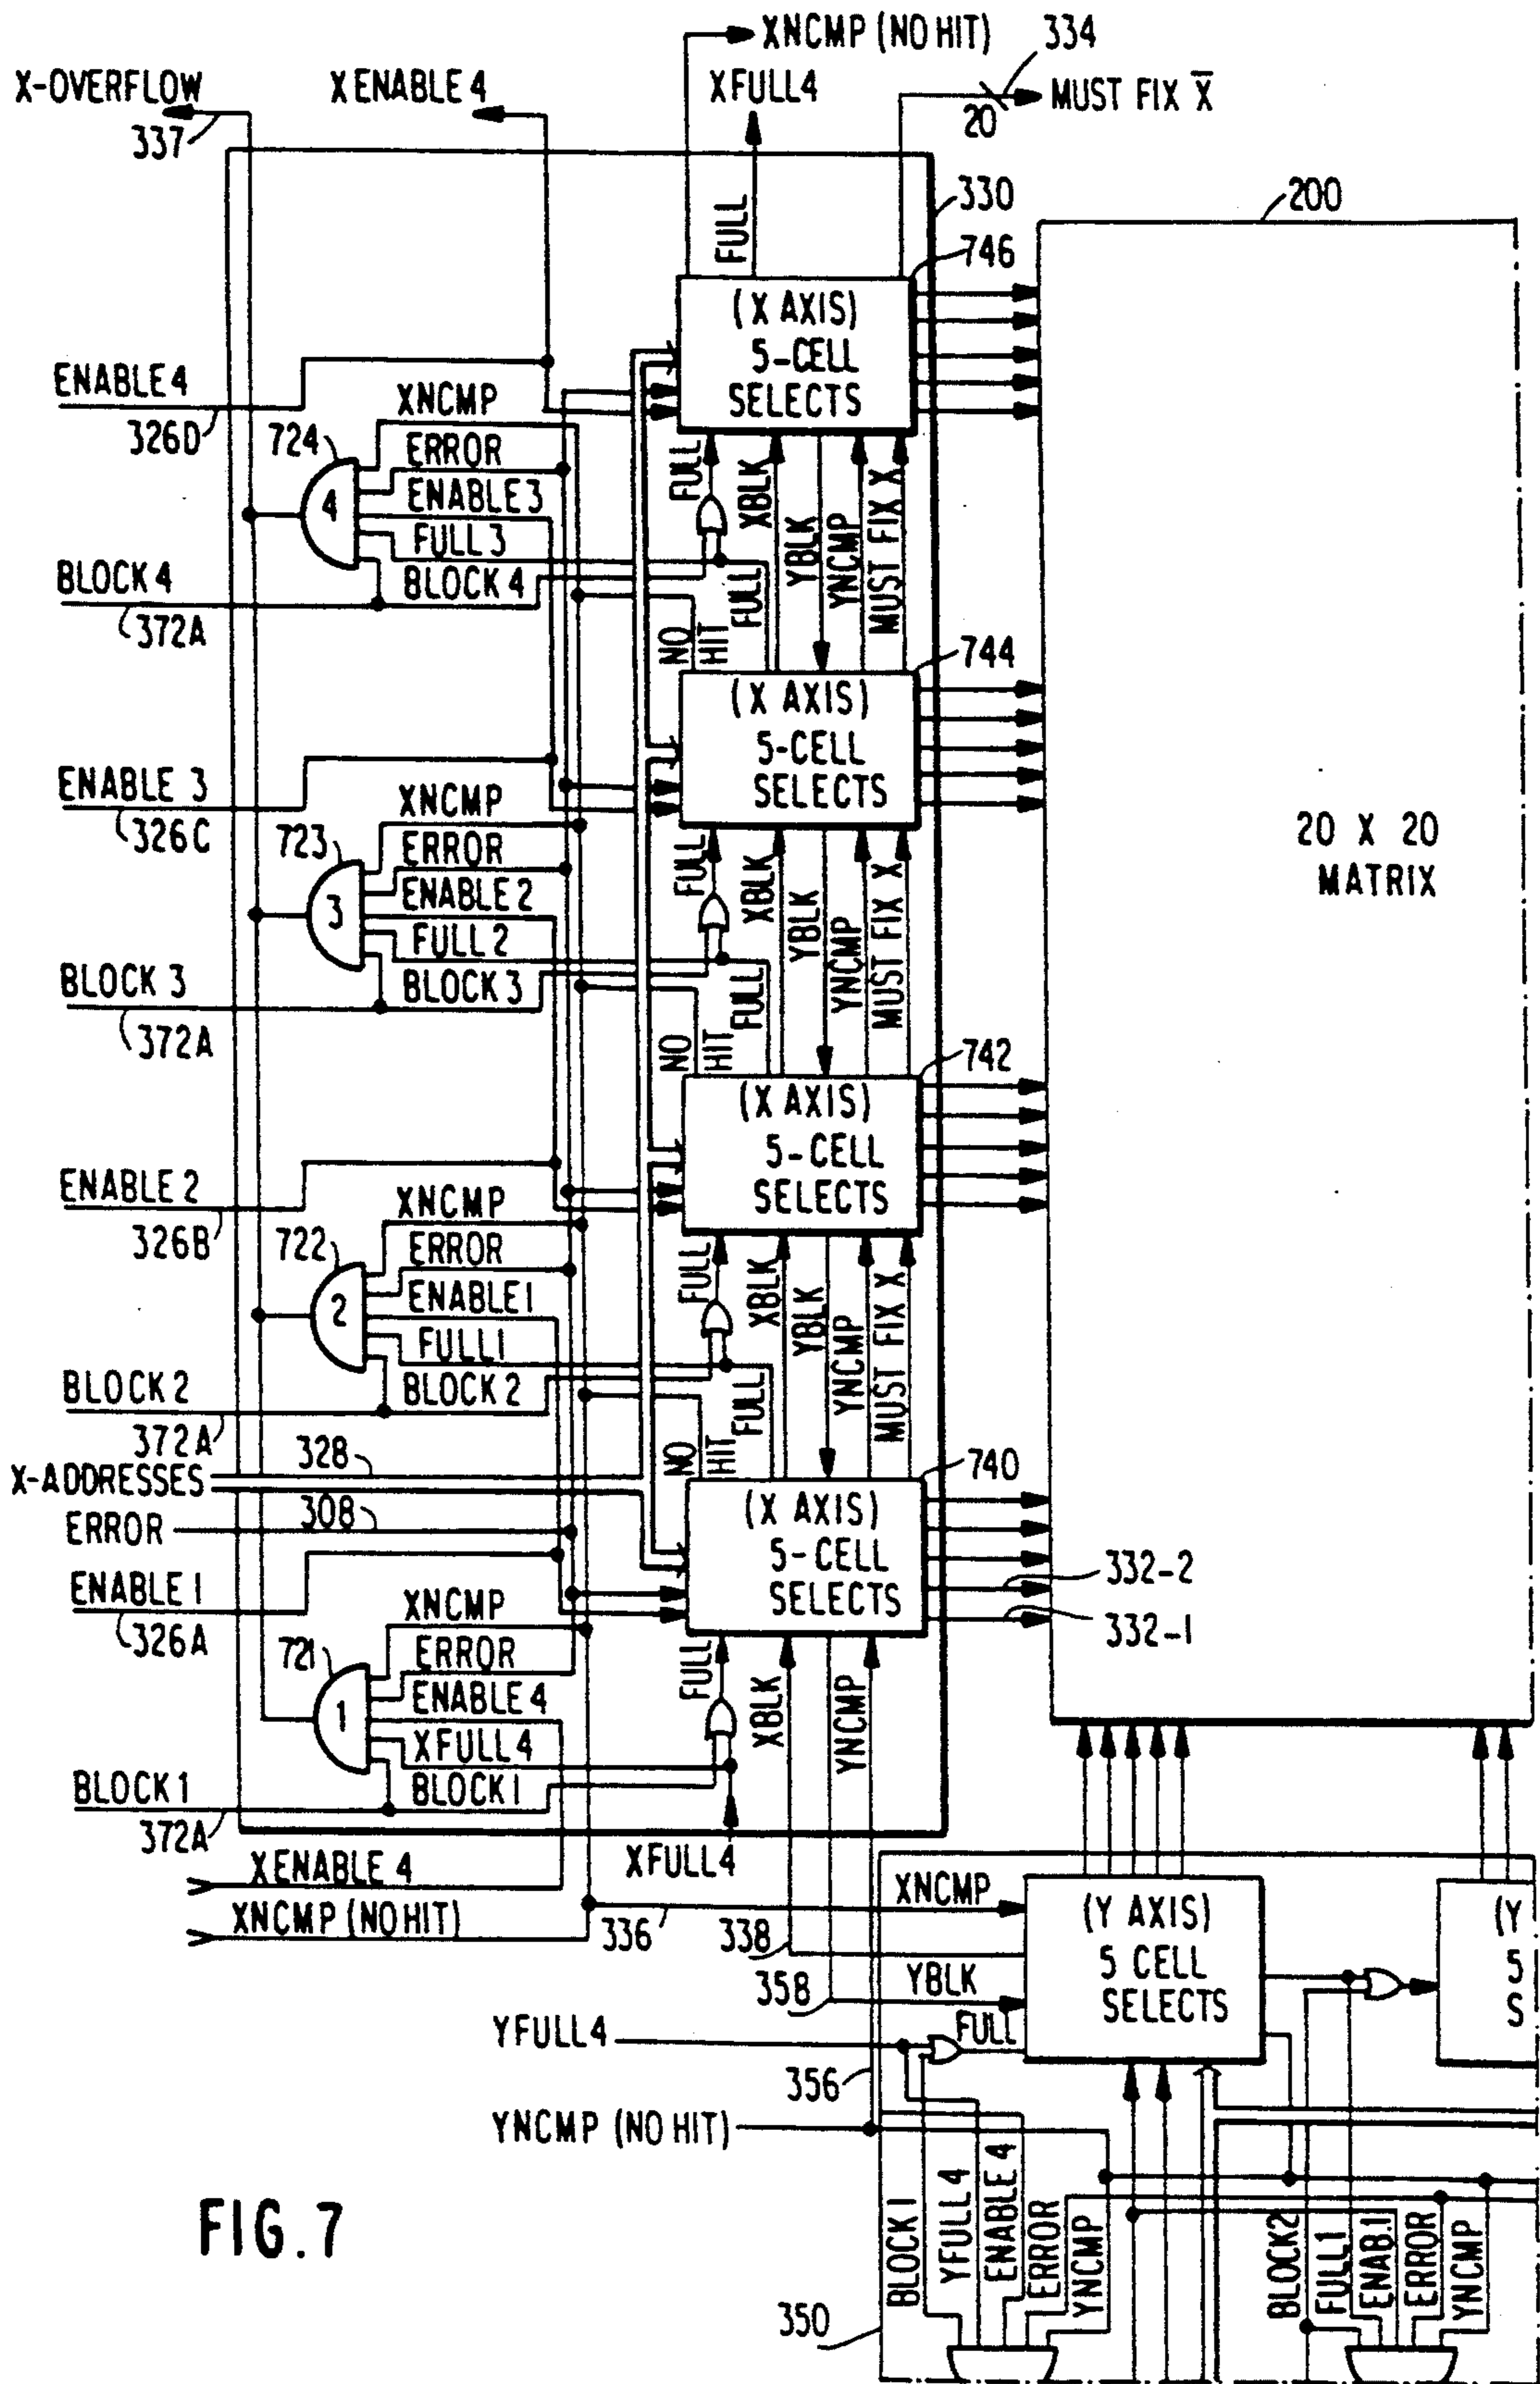 XNCMP (NO HIT)
334
X-OVERFLOW
XENABLE 4
XFULL4
20
MUST FIX X̅
337
330
200
FULL
746
(X AXIS)
5-CELL
SELECTS
ENABLE 4
326D
724
XNCMP
ERROR
ENABLE 3
FULL 3
BLOCK 4
4
BLOCK 4
372A
FULL
XBLK
YBLK
YNCMP
MUST FIX X
NO HIT
FULL
744
(X AXIS)
5-CELL
SELECTS
ENABLE 3
326C
723
XNCMP
ERROR
ENABLE 2
FULL 2
BLOCK 3
3
BLOCK 3
372A
FULL
XBLK
YBLK
YNCMP
MUST FIX X
NO HIT
FULL
20 X 20
MATRIX
742
(X AXIS)
5-CELL
SELECTS
ENABLE 2
326B
722
XNCMP
ERROR
ENABLE 1
FULL 1
BLOCK 2
2
BLOCK 2
372A
FULL
XBLK
YBLK
YNCMP
MUST FIX X
NO HIT
FULL
X-ADDRESSES
328
ERROR
308
740
(X AXIS)
5-CELL
SELECTS
332-2
332-1
ENABLE 1
326A
721
XNCMP
ERROR
ENABLE 4
XFULL 4
BLOCK 1
1
BLOCK 1
372A
FULL
XBLK
YNCMP
XFULL4
XENABLE 4
XNCMP (NO HIT)
336
338
XNCMP
358
YBLK
(Y AXIS)
5 CELL
SELECTS
(Y
5
S
YFULL4
FULL
356
YNCMP (NO HIT)
BLOCK 1
YFULL 4
ENABLE 4
ERROR
YNCMP
BLOCK2
FULL1
ENAB.1
ERROR
YNCMP
350
FIG. 7